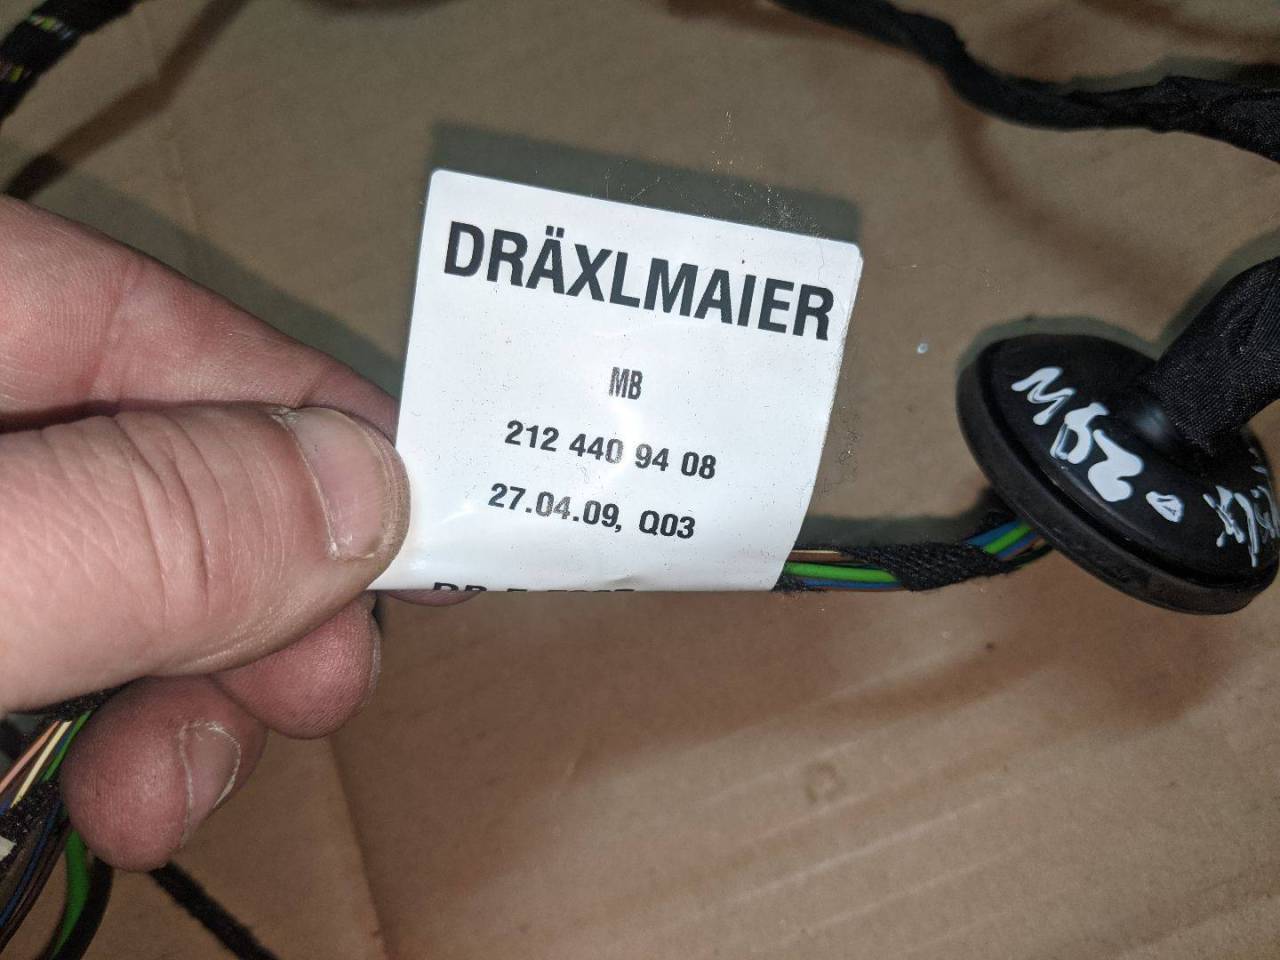 DRÄXLMAIER
MB
212 440 94 08
27.04.09, Q03